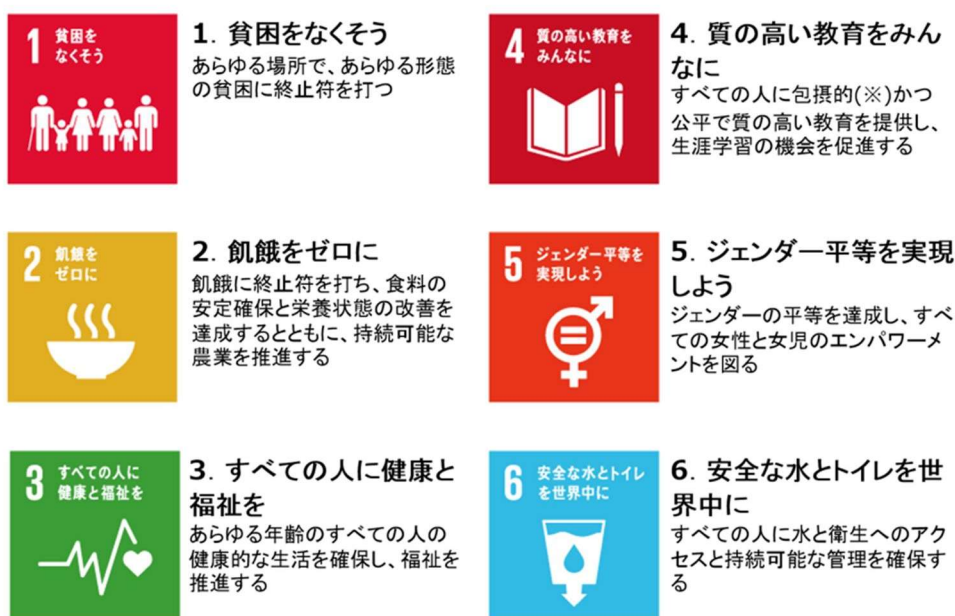 1 貧困を
なくそう
1. 貧困をなくそう
あらゆる場所で、あらゆる形態
の貧困に終止符を打つ
2 飢餓を
ゼロに
2. 飢餓をゼロに
飢餓に終止符を打ち、食料の
安定確保と栄養状態の改善を
達成するとともに、持続可能な
農業を推進する
3 すべての人に
健康と福祉を
3. すべての人に健康と
福祉を
あらゆる年齢のすべての人の
健康的な生活を確保し、福祉を
推進する
4 質の高い教育を
みんなに
4. 質の高い教育をみん
なに
すべての人に包摂的(※)かつ
公平で質の高い教育を提供し、
生涯学習の機会を促進する
5 ジェンダー平等を
実現しよう
5. ジェンダー平等を実現
しよう
ジェンダーの平等を達成し、すべ
ての女性と女児のエンパワーメ
ントを図る
6 安全な水とトイレ
を世界中に
6. 安全な水とトイレを世
界中に
すべての人に水と衛生へのアク
セスと持続可能な管理を確保す
る